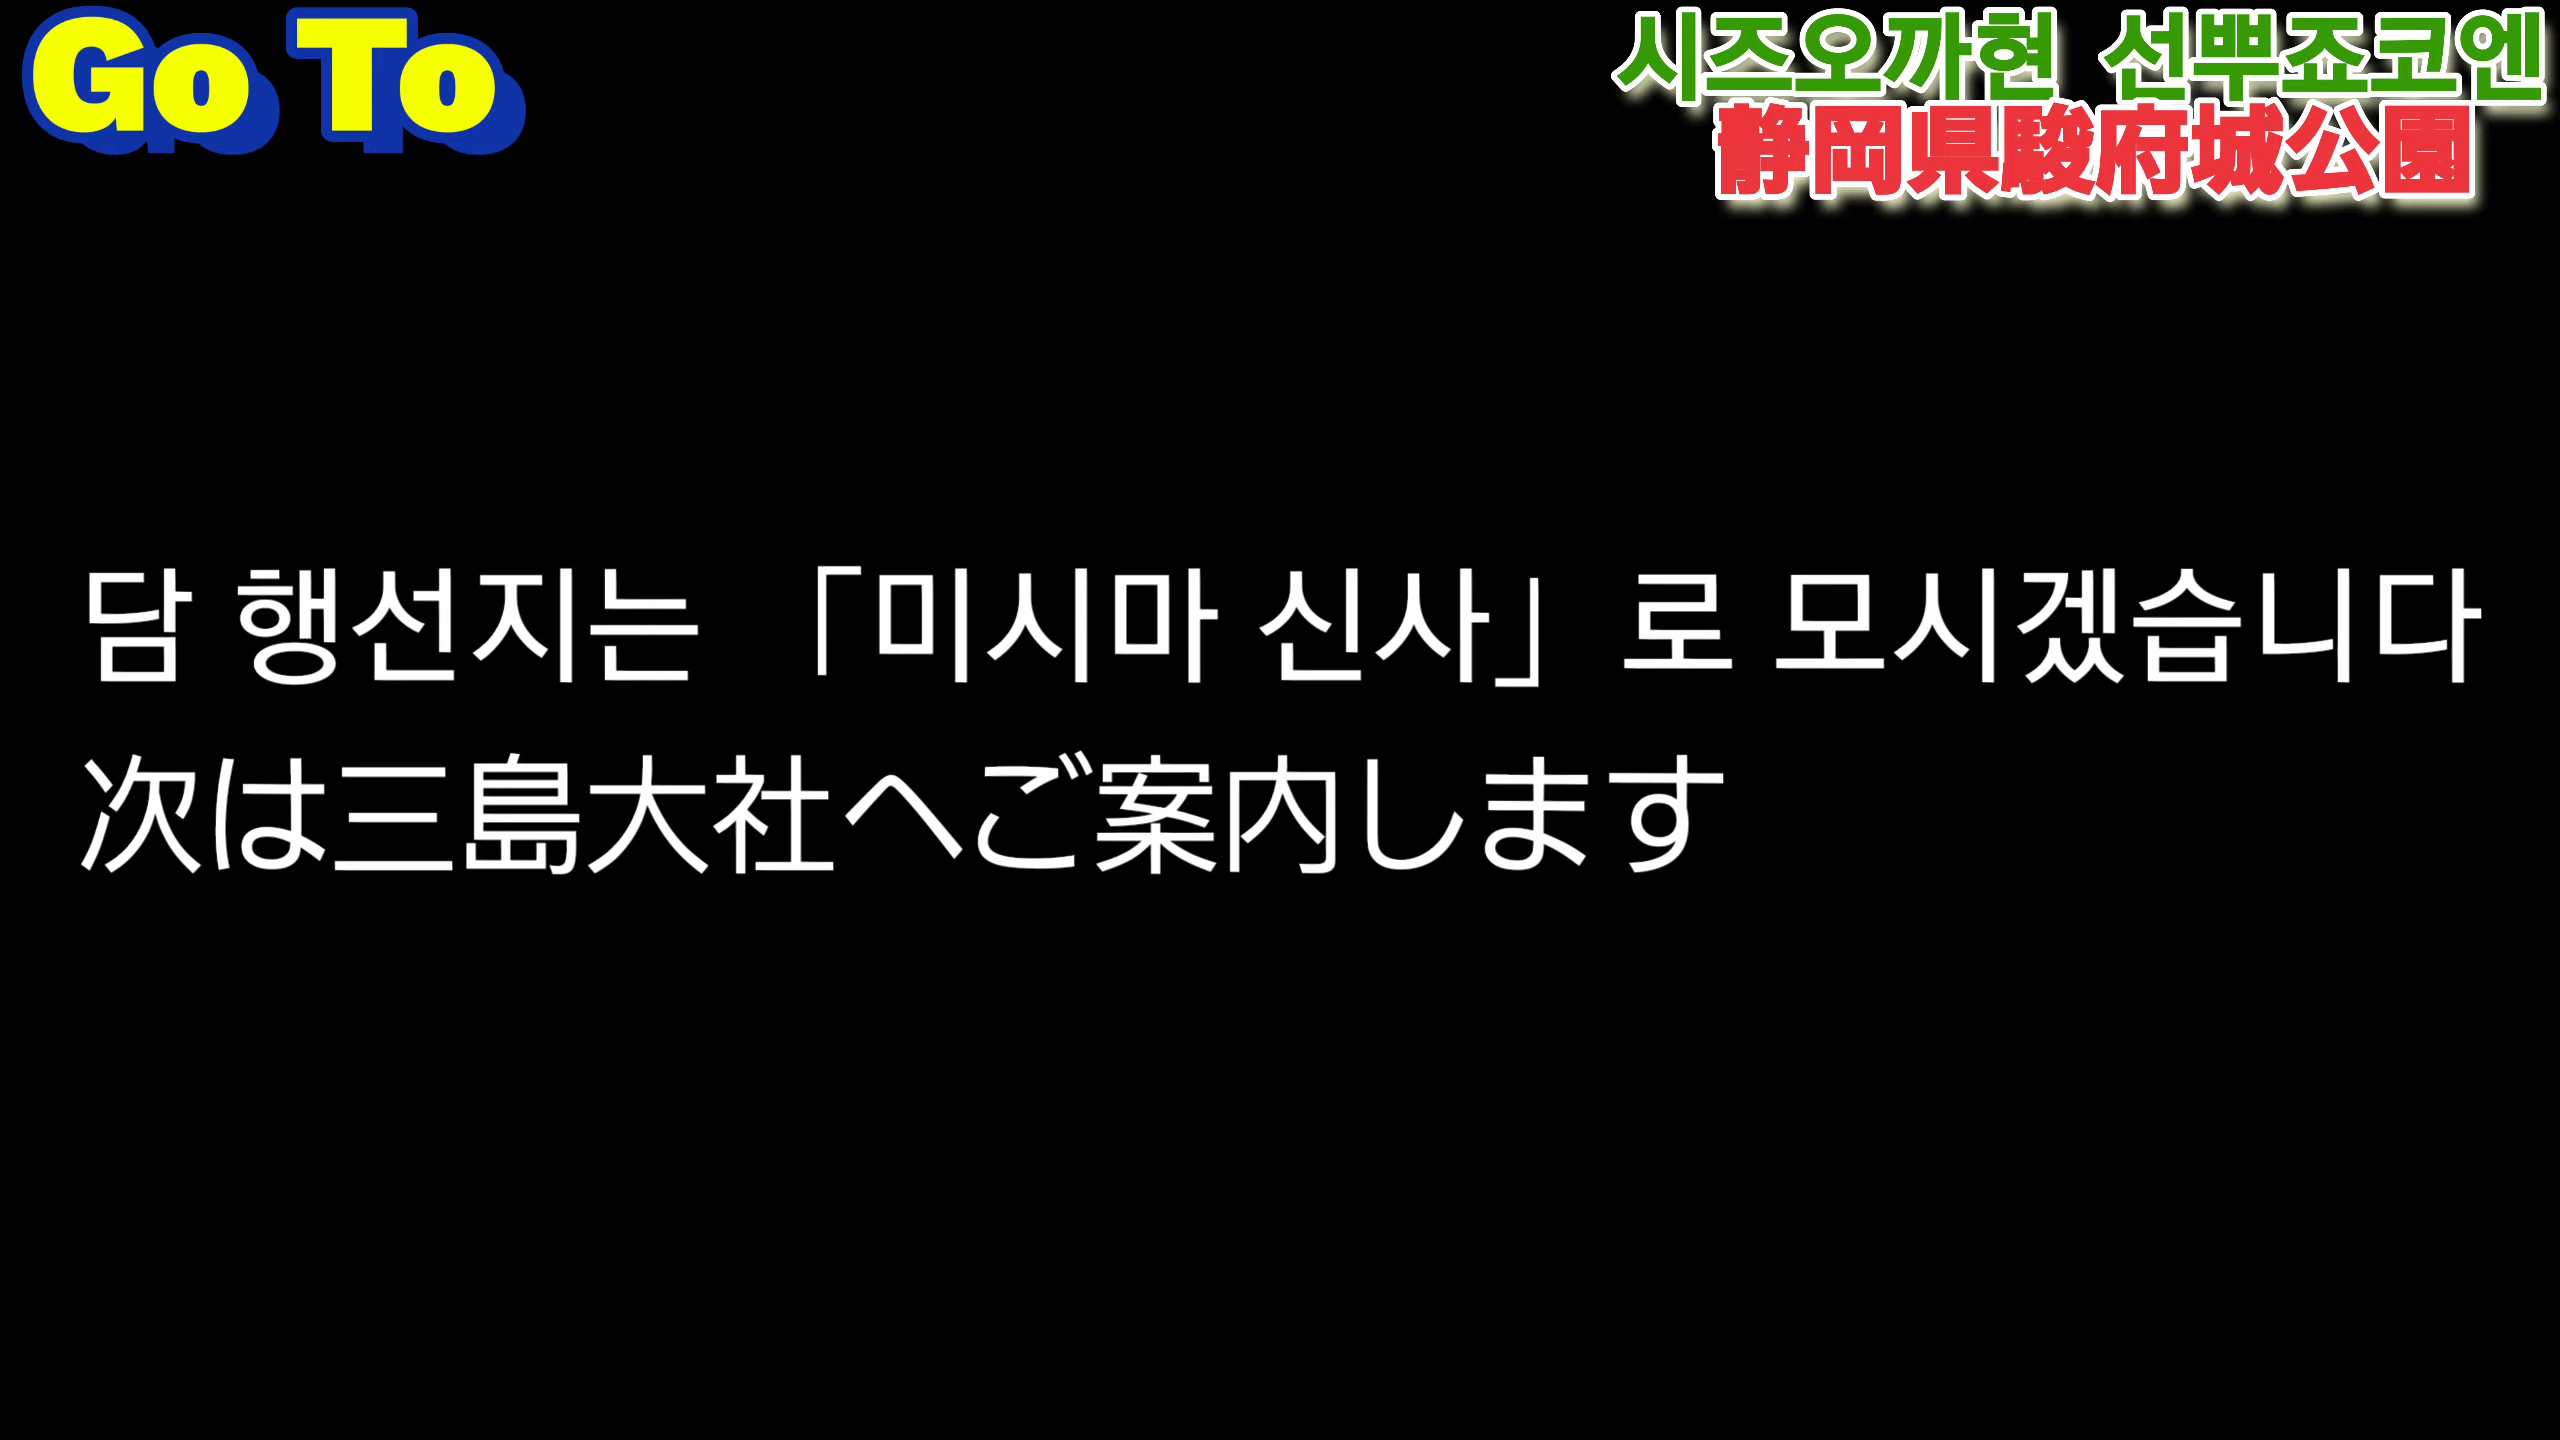 Go To
시즈오까현 선뿌죠코엔
静岡県駿府城公園
담 행선지는 「미시마 신사」로 모시겠습니다
次は三島大社へご案内します